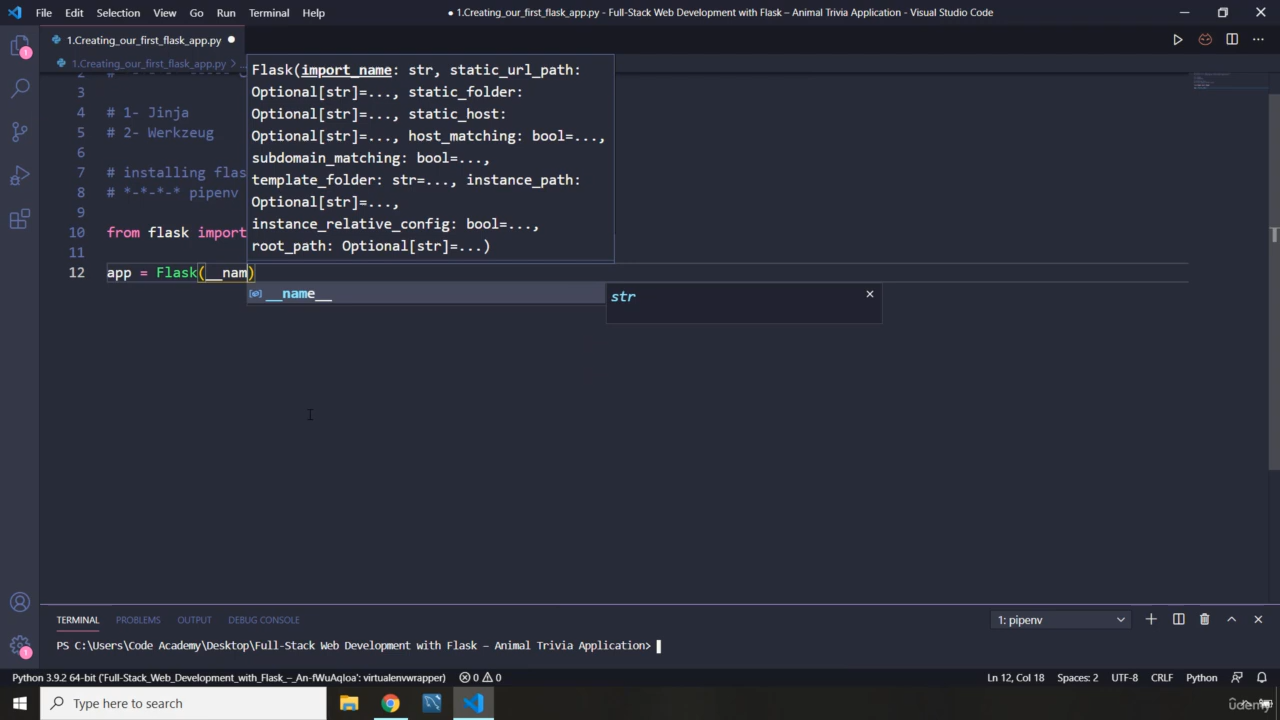 File Edit Selection View Go Run Terminal Help ● 1.Creating_our_first_flask_app.py - Full-Stack Web Development with Flask – Animal Trivia Application - Visual Studio Code
1.Creating_our_first_flask_app.py ●
1.Creating_our_first_flask_app.py > ...
3
4 # 1- Jinja
5 # 2- Werkzeug
6
7 # installing flas
8 # *-*-*-* pipenv
9
10 from flask import
11
12 app = Flask(__nam)
Flask(import_name: str, static_url_path:
Optional[str]=..., static_folder:
Optional[str]=..., static_host:
Optional[str]=..., host_matching: bool=...,
subdomain_matching: bool=...,
template_folder: str=..., instance_path:
Optional[str]=...,
instance_relative_config: bool=...,
root_path: Optional[str]=...)
__name__
str
1
1
TERMINAL PROBLEMS OUTPUT DEBUG CONSOLE 1: pipenv
PS C:\Users\Code Academy\Desktop\Full-Stack Web Development with Flask – Animal Trivia Application>
Python 3.9.2 64-bit ('Full-Stack_Web_Development_with_Flask_–_An-fWuAqloa': virtualenvwrapper) 0 0 Ln 12, Col 18 Spaces: 2 UTF-8 CRLF Python
Type here to search
udemy